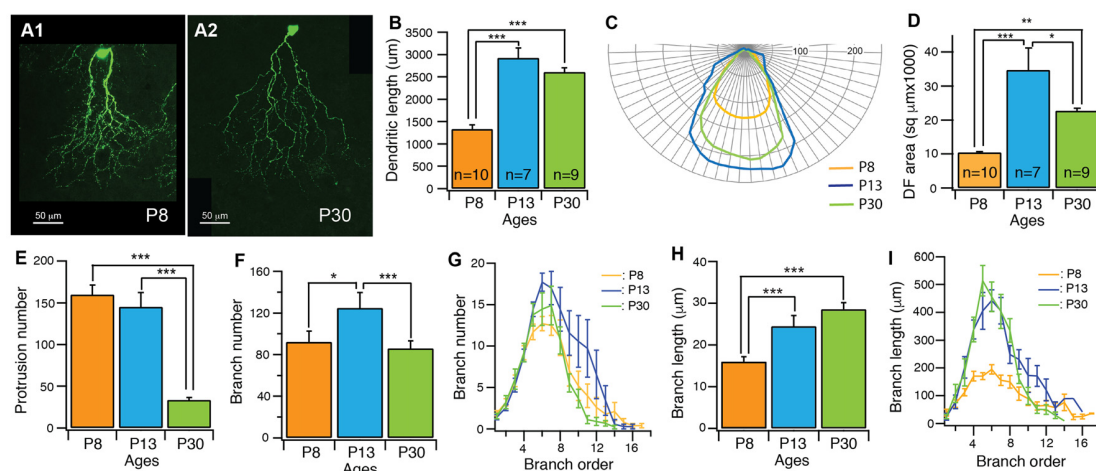 A1
P8
50 μm
A2
P30
50 μm
B
Dendritic length (um)
3500
3000
2500
2000
1500
1000
500
0
***
***
n=10
n=7
n=9
P8
P13
P30
Ages
C
100
200
P8
P13
P30
D
DF area (sq μmx1000)
40
30
20
10
0
**
***
*
n=10
n=7
n=9
P8
P13
P30
Ages
E
Protrusion number
200
150
100
50
0
***
***
P8
P13
P30
Ages
F
Branch number
160
120
80
40
0
*
***
P8
P13
P30
Ages
G
Branch number
20
15
10
5
0
: P8
: P13
: P30
4
8
12
16
Branch order
H
Branch length (μm)
40
30
20
10
0
***
***
P8
P13
P30
Ages
I
Branch length (μm)
600
500
400
300
200
100
0
: P8
: P13
: P30
4
8
13
16
Branch order